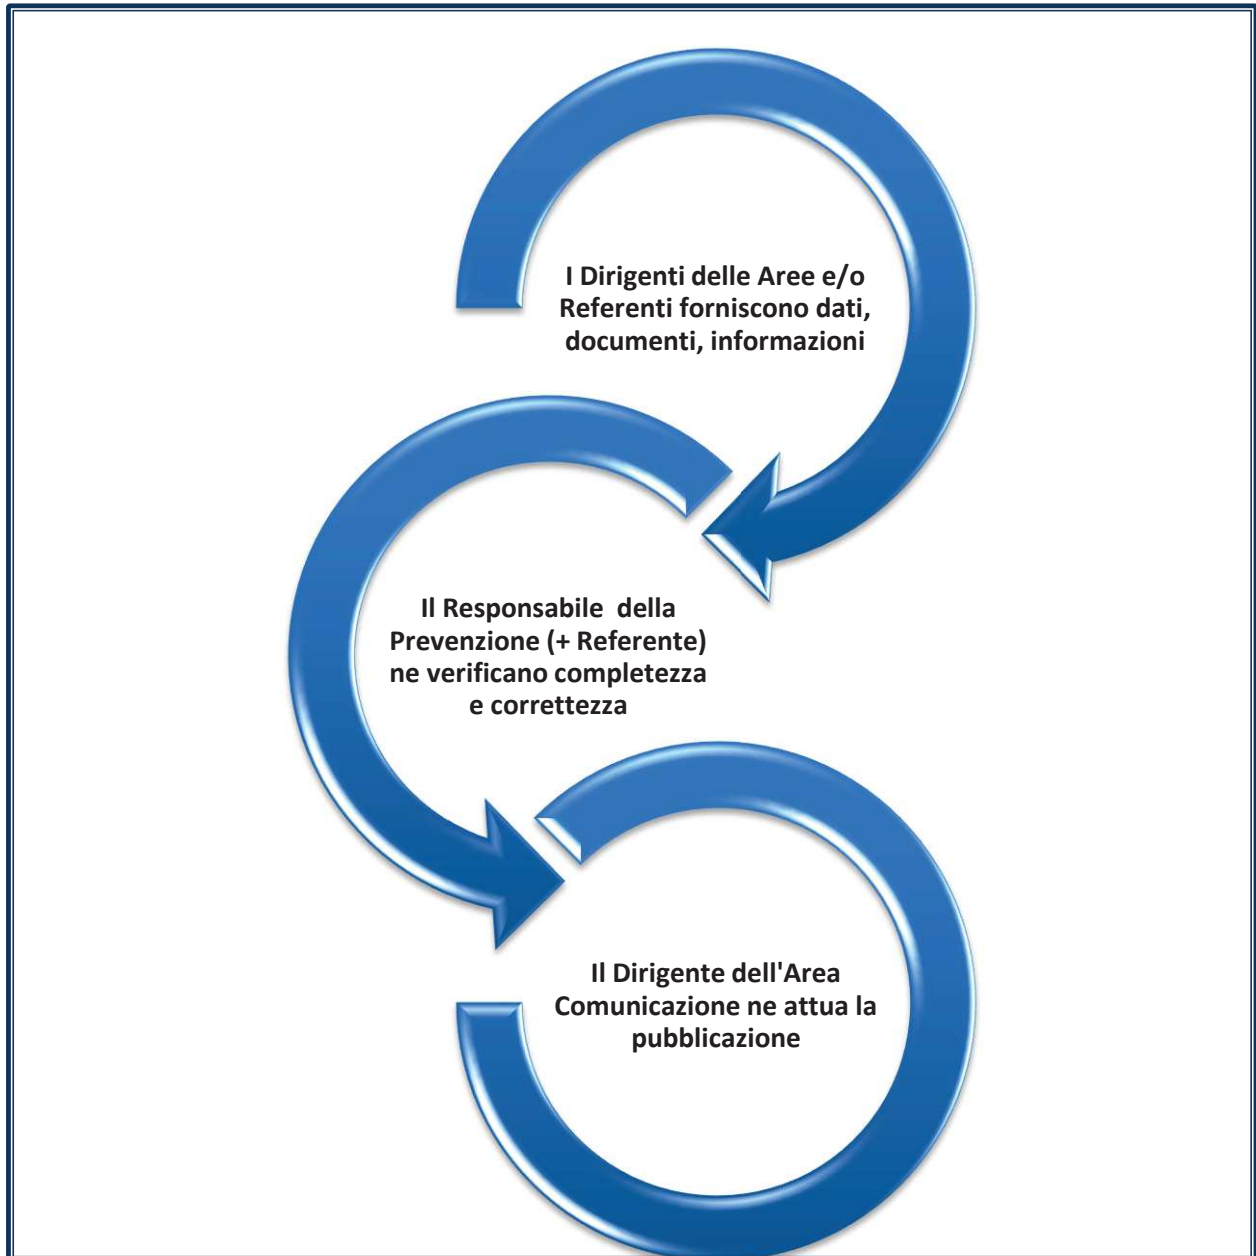 I Dirigenti delle Aree e/o
Referenti forniscono dati,
documenti, informazioni
Il Responsabile  della
Prevenzione (+ Referente)
ne verificano completezza
e correttezza
Il Dirigente dell'Area
Comunicazione ne attua la
pubblicazione